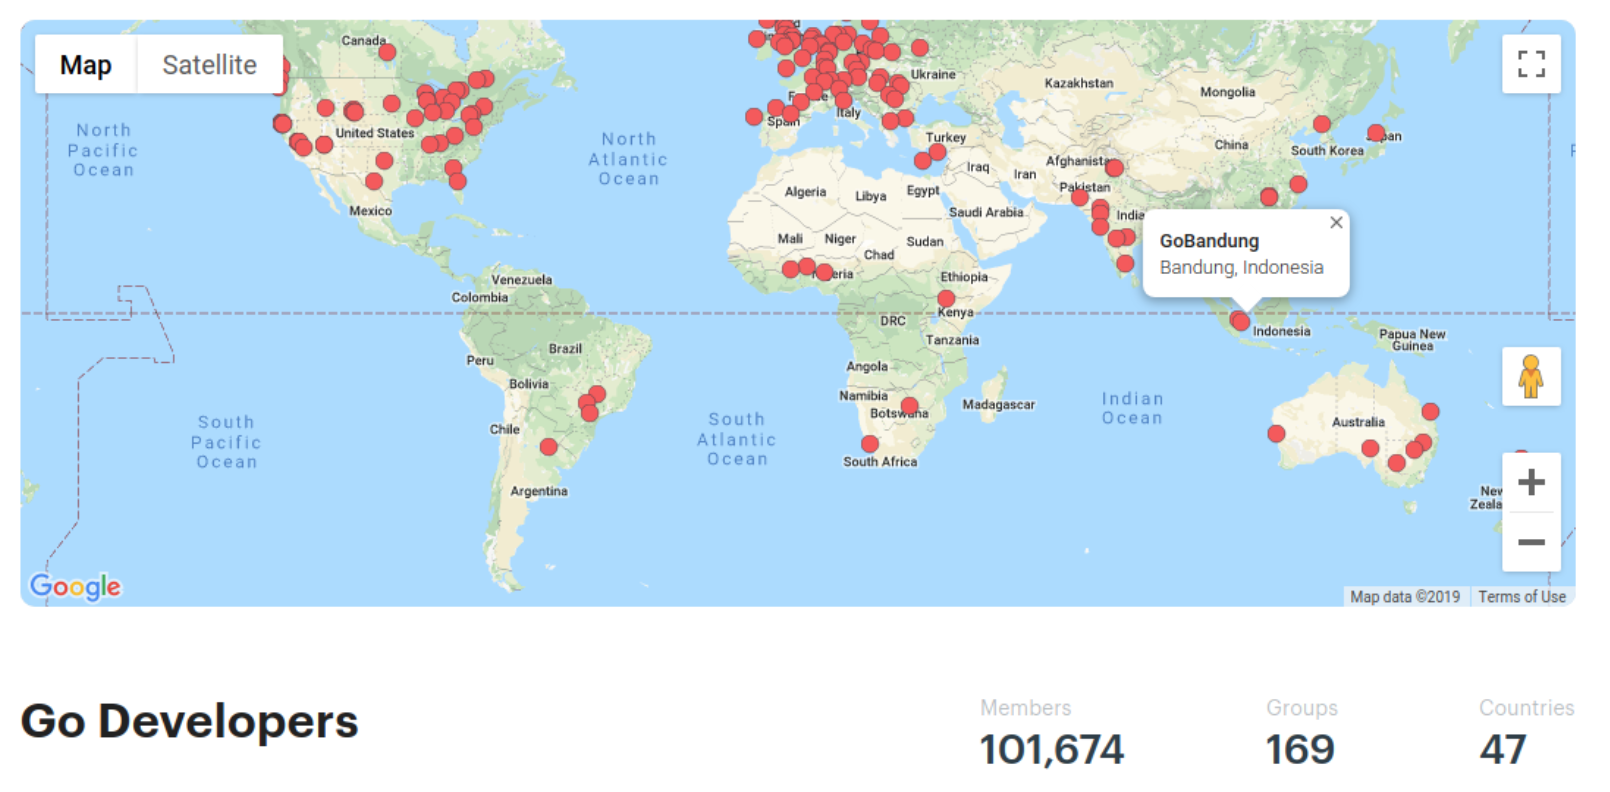 Map
Satellite
Canada
United States
Mexico
North
Pacific
Ocean
North
Atlantic
Ocean
Ukraine
Kazakhstan
Mongolia
Italy
Spain
Turkey
China
South Korea
Japan
Afghanistan
Iraq
Iran
Pakistan
Algeria
Libya
Egypt
Saudi Arabia
India
Mali
Niger
Chad
Sudan
Nigeria
Ethiopia
GoBandung
Bandung, Indonesia
Venezuela
Colombia
DRC
Kenya
Tanzania
Indonesia
Papua New
Guinea
Peru
Brazil
Bolivia
Angola
Namibia
Botswana
Madagascar
Indian
Ocean
Australia
South
Pacific
Ocean
Chile
South
Atlantic
Ocean
South Africa
Argentina
New
Zeala
Google
Map data ©2019
Terms of Use
Go Developers
Members
101,674
Groups
169
Countries
47